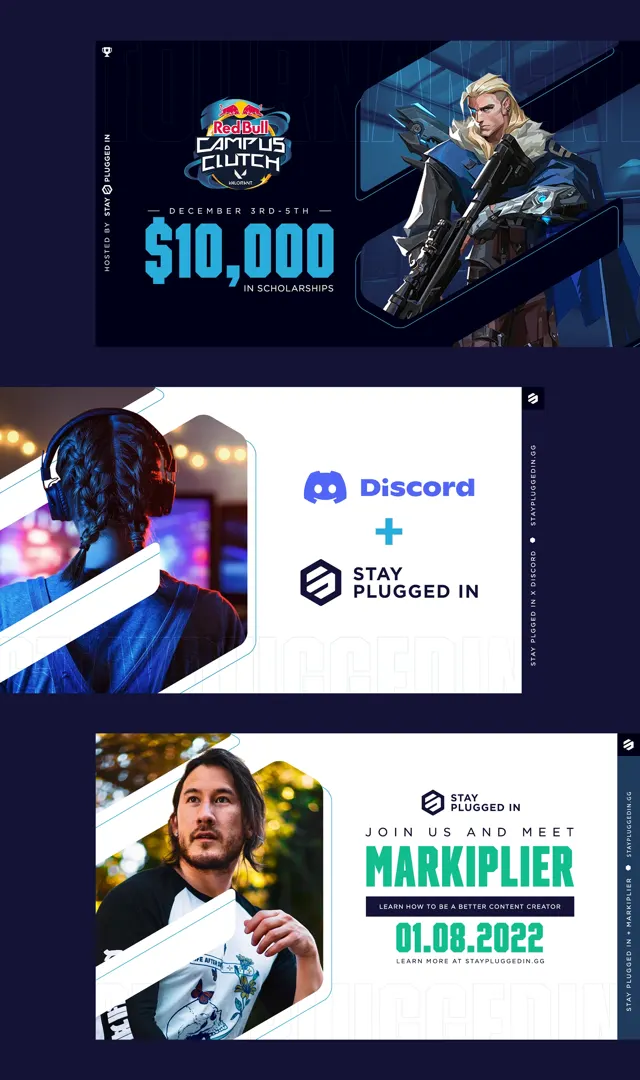 TOURNAMENT
HOSTED BY STAY PLUGGED IN
Red Bull
CAMPUS
CLUTCH
VALORANT
DECEMBER 3RD-5TH
$10,000
IN SCHOLARSHIPS
Discord
+
STAY
PLUGGED IN
STAY PLGGED IN X DISCORD STAYPLUGGEDIN.GG
STAYPLUGGEDIN
STAY
PLUGGED IN
JOIN US AND MEET
MARKIPLIER
LEARN HOW TO BE A BETTER CONTENT CREATOR
01.08.2022
LEARN MORE AT STAYPLUGGEDIN.GG
STAY PLUGGED IN + MARKIPLIER STAYPLUGGEDIN.GG